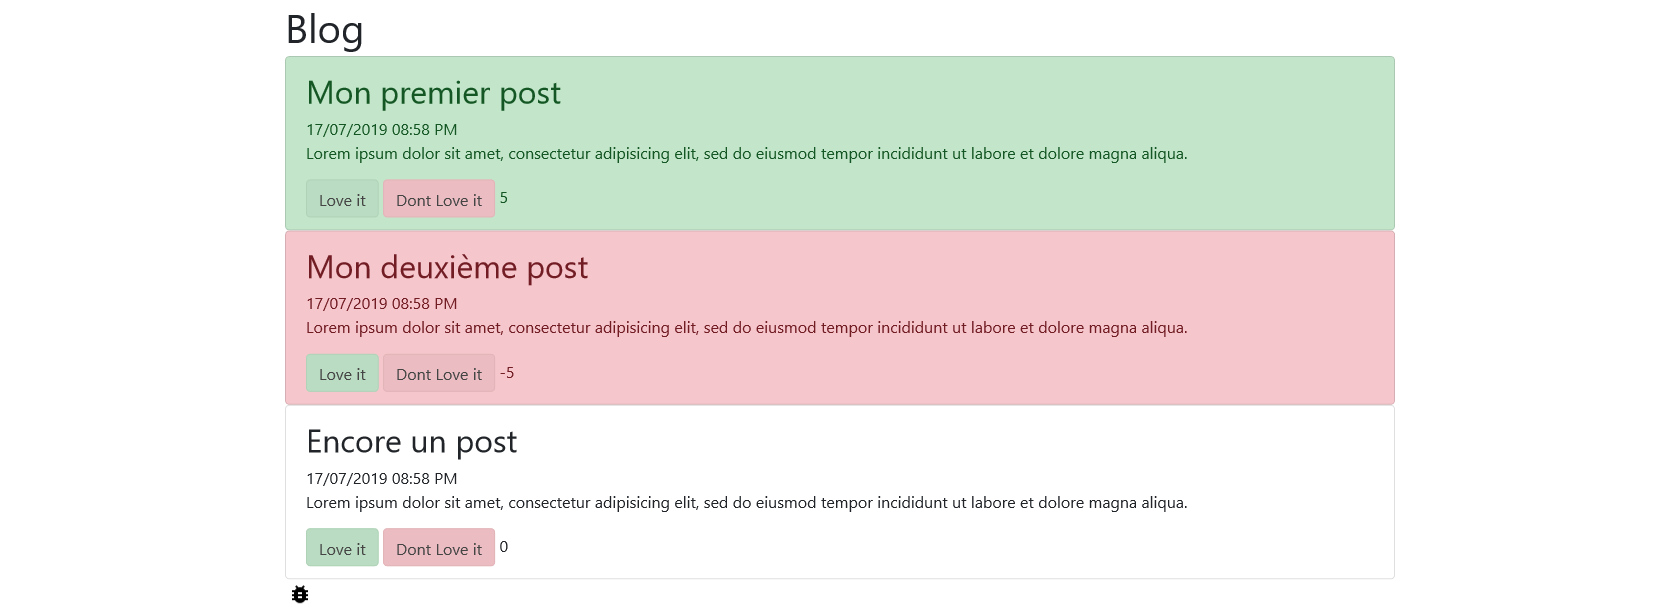 Blog
Mon premier post
17/07/2019 08:58 PM
Lorem ipsum dolor sit amet, consectetur adipisicing elit, sed do eiusmod tempor incididunt ut labore et dolore magna aliqua.
Love it Dont Love it 5
Mon deuxième post
17/07/2019 08:58 PM
Lorem ipsum dolor sit amet, consectetur adipisicing elit, sed do eiusmod tempor incididunt ut labore et dolore magna aliqua.
Love it Dont Love it -5
Encore un post
17/07/2019 08:58 PM
Lorem ipsum dolor sit amet, consectetur adipisicing elit, sed do eiusmod tempor incididunt ut labore et dolore magna aliqua.
Love it Dont Love it 0